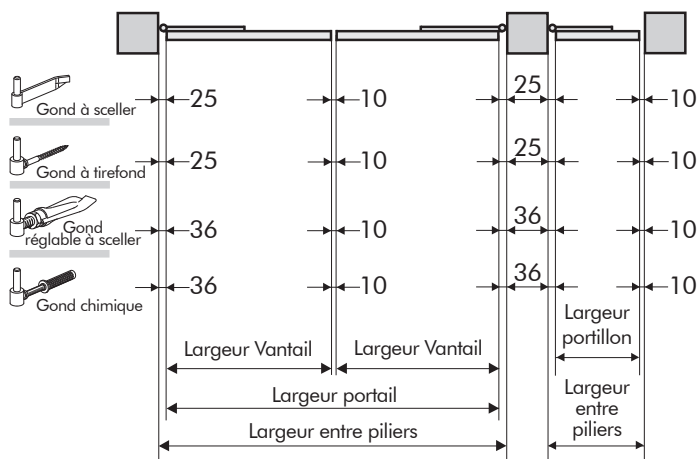 25 10 25 10
Gond à sceller
25 10 25 10
Gond à tirefond
36 10 36 10
Gond
réglable à sceller
36 10 36 10
Gond chimique
Largeur
portillon
Largeur Vantail Largeur Vantail
Largeur portail
Largeur
entre
piliers
Largeur entre piliers